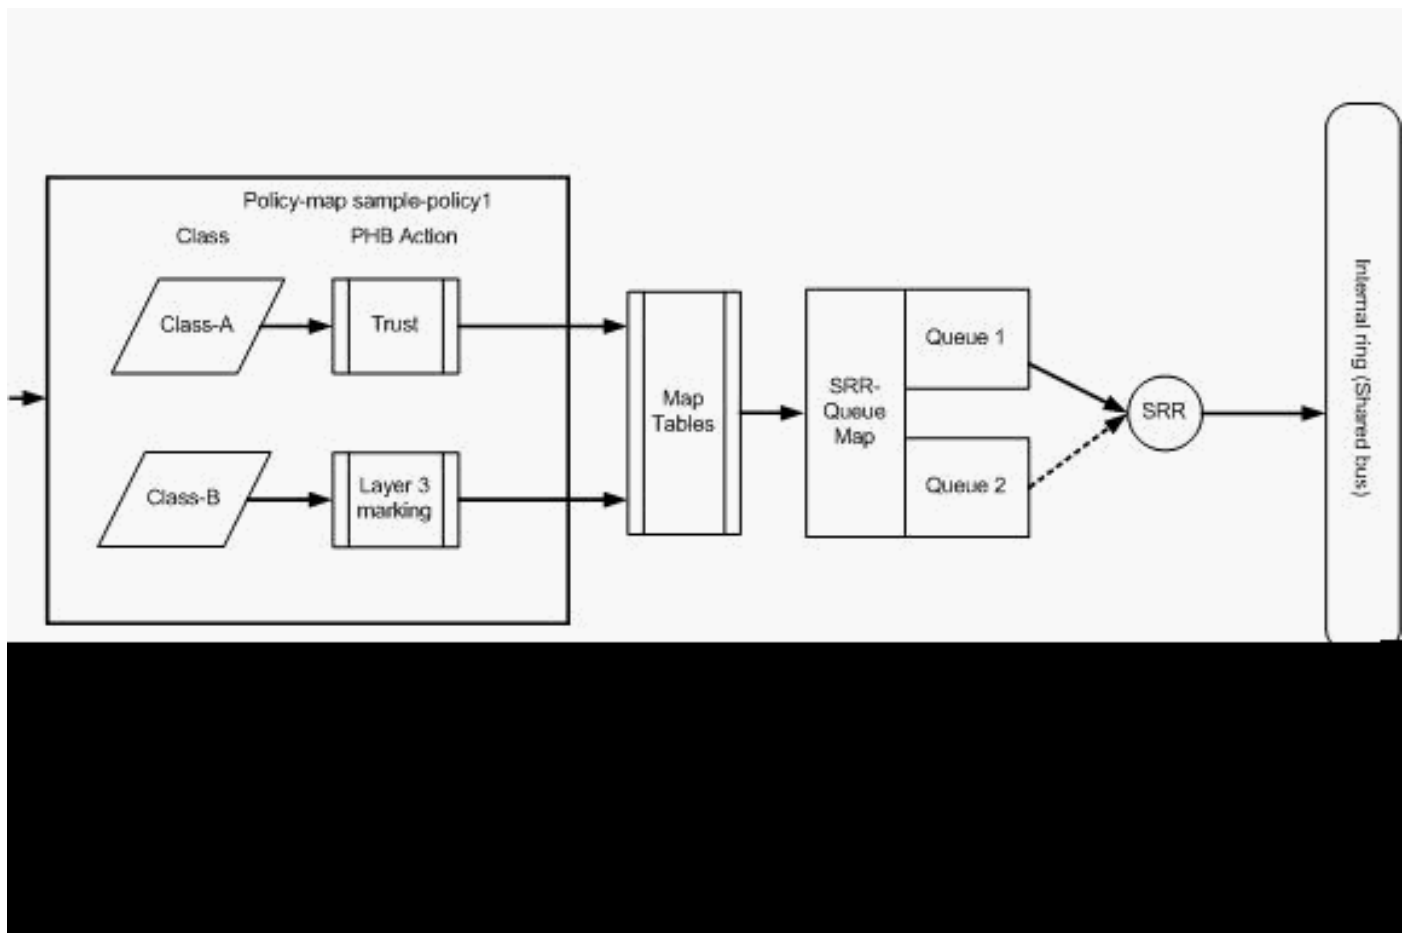 Policy-map sample-policy1
Class
PHB Action
Class-A
Trust
Class-B
Layer 3
marking
Map
Tables
SRR-
Queue
Map
Queue 1
Queue 2
SRR
Internal ring (Shared bus)